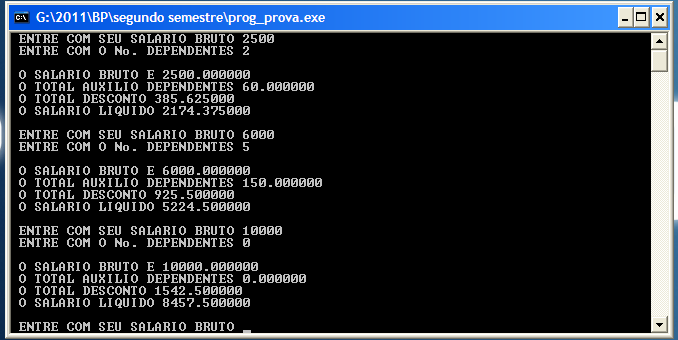 G:\2011\BP\segundo semestre\prog_prova.exe
ENTRE COM SEU SALARIO BRUTO 2500
ENTRE COM O No. DEPENDENTES 2
O SALARIO BRUTO E 2500.000000
O TOTAL AUXILIO DEPENDENTES 60.000000
O TOTAL DESCONTO 385.625000
O SALARIO LIQUIDO 2174.375000
ENTRE COM SEU SALARIO BRUTO 6000
ENTRE COM O No. DEPENDENTES 5
O SALARIO BRUTO E 6000.000000
O TOTAL AUXILIO DEPENDENTES 150.000000
O TOTAL DESCONTO 925.500000
O SALARIO LIQUIDO 5224.500000
ENTRE COM SEU SALARIO BRUTO 10000
ENTRE COM O No. DEPENDENTES 0
O SALARIO BRUTO E 10000.000000
O TOTAL AUXILIO DEPENDENTES 0.000000
O TOTAL DESCONTO 1542.500000
O SALARIO LIQUIDO 8457.500000
ENTRE COM SEU SALARIO BRUTO _